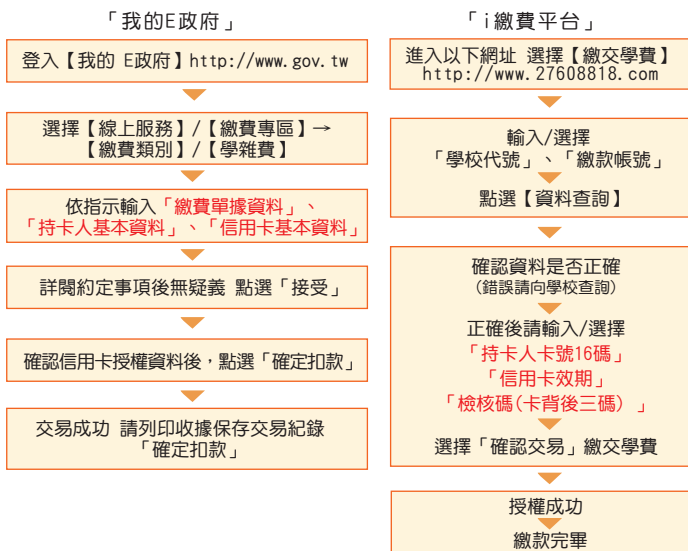 「我的E政府」
登入【我的 E政府】http://www.gov.tw
選擇【線上服務】/【繳費專區】→
【繳費類別】/【學雜費】
依指示輸入「繳費單據資料」、
「持卡人基本資料」、「信用卡基本資料」
詳閱約定事項後無疑義 點選「接受」
確認信用卡授權資料後，點選「確定扣款」
交易成功 請列印收據保存交易紀錄
「確定扣款」
「i繳費平台」
進入以下網址 選擇【繳交學費】
http://www.27608818.com
輸入/選擇
「學校代號」、「繳款帳號」
點選【資料查詢】
確認資料是否正確
(錯誤請向學校查詢)
正確後請輸入/選擇
「持卡人卡號16碼」
「信用卡效期」
「檢核碼(卡背後三碼) 」
選擇「確認交易」繳交學費
授權成功
繳款完畢